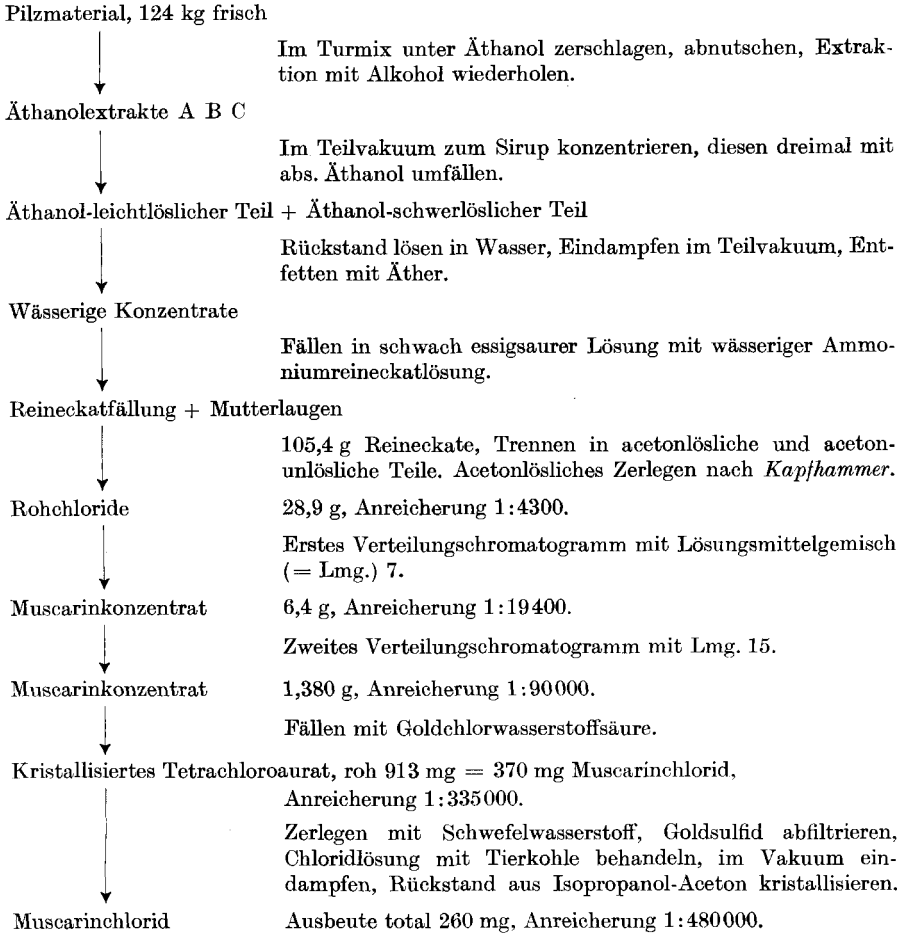 Pilzmaterial, 124 kg frisch
Im Turmix unter Äthanol zerschlagen, abnutschen, Extrak-
tion mit Alkohol wiederholen.
Äthanolextrakte A B C
Im Teilvakuum zum Sirup konzentrieren, diesen dreimal mit
abs. Äthanol umfällen.
Äthanol-leichtlöslicher Teil + Äthanol-schwerlöslicher Teil
Rückstand lösen in Wasser, Eindampfen im Teilvakuum, Ent-
fetten mit Äther.
Wässerige Konzentrate
Fällen in schwach essigsaurer Lösung mit wässeriger Ammo-
niumreineckatlösung.
Reineckatfällung + Mutterlaugen
105,4 g Reineckate, Trennen in acetonlösliche und aceton-
unlösliche Teile. Acetonlösliches Zerlegen nach Kapfhammer.
Rohchloride 28,9 g, Anreicherung 1:4300.
Erstes Verteilungschromatogramm mit Lösungsmittelgemisch
(= Lmg.) 7.
Muscarinkonzentrat 6,4 g, Anreicherung 1:19400.
Zweites Verteilungschromatogramm mit Lmg. 15.
Muscarinkonzentrat 1,380 g, Anreicherung 1:90000.
Fällen mit Goldchlorwasserstoffsäure.
Kristallisiertes Tetrachloroaurat, roh 913 mg = 370 mg Muscarinchlorid,
Anreicherung 1:335000.
Zerlegen mit Schwefelwasserstoff, Goldsulfid abfiltrieren,
Chloridlösung mit Tierkohle behandeln, im Vakuum ein-
dampfen, Rückstand aus Isopropanol-Aceton kristallisieren.
Muscarinchlorid Ausbeute total 260 mg, Anreicherung 1:480000.